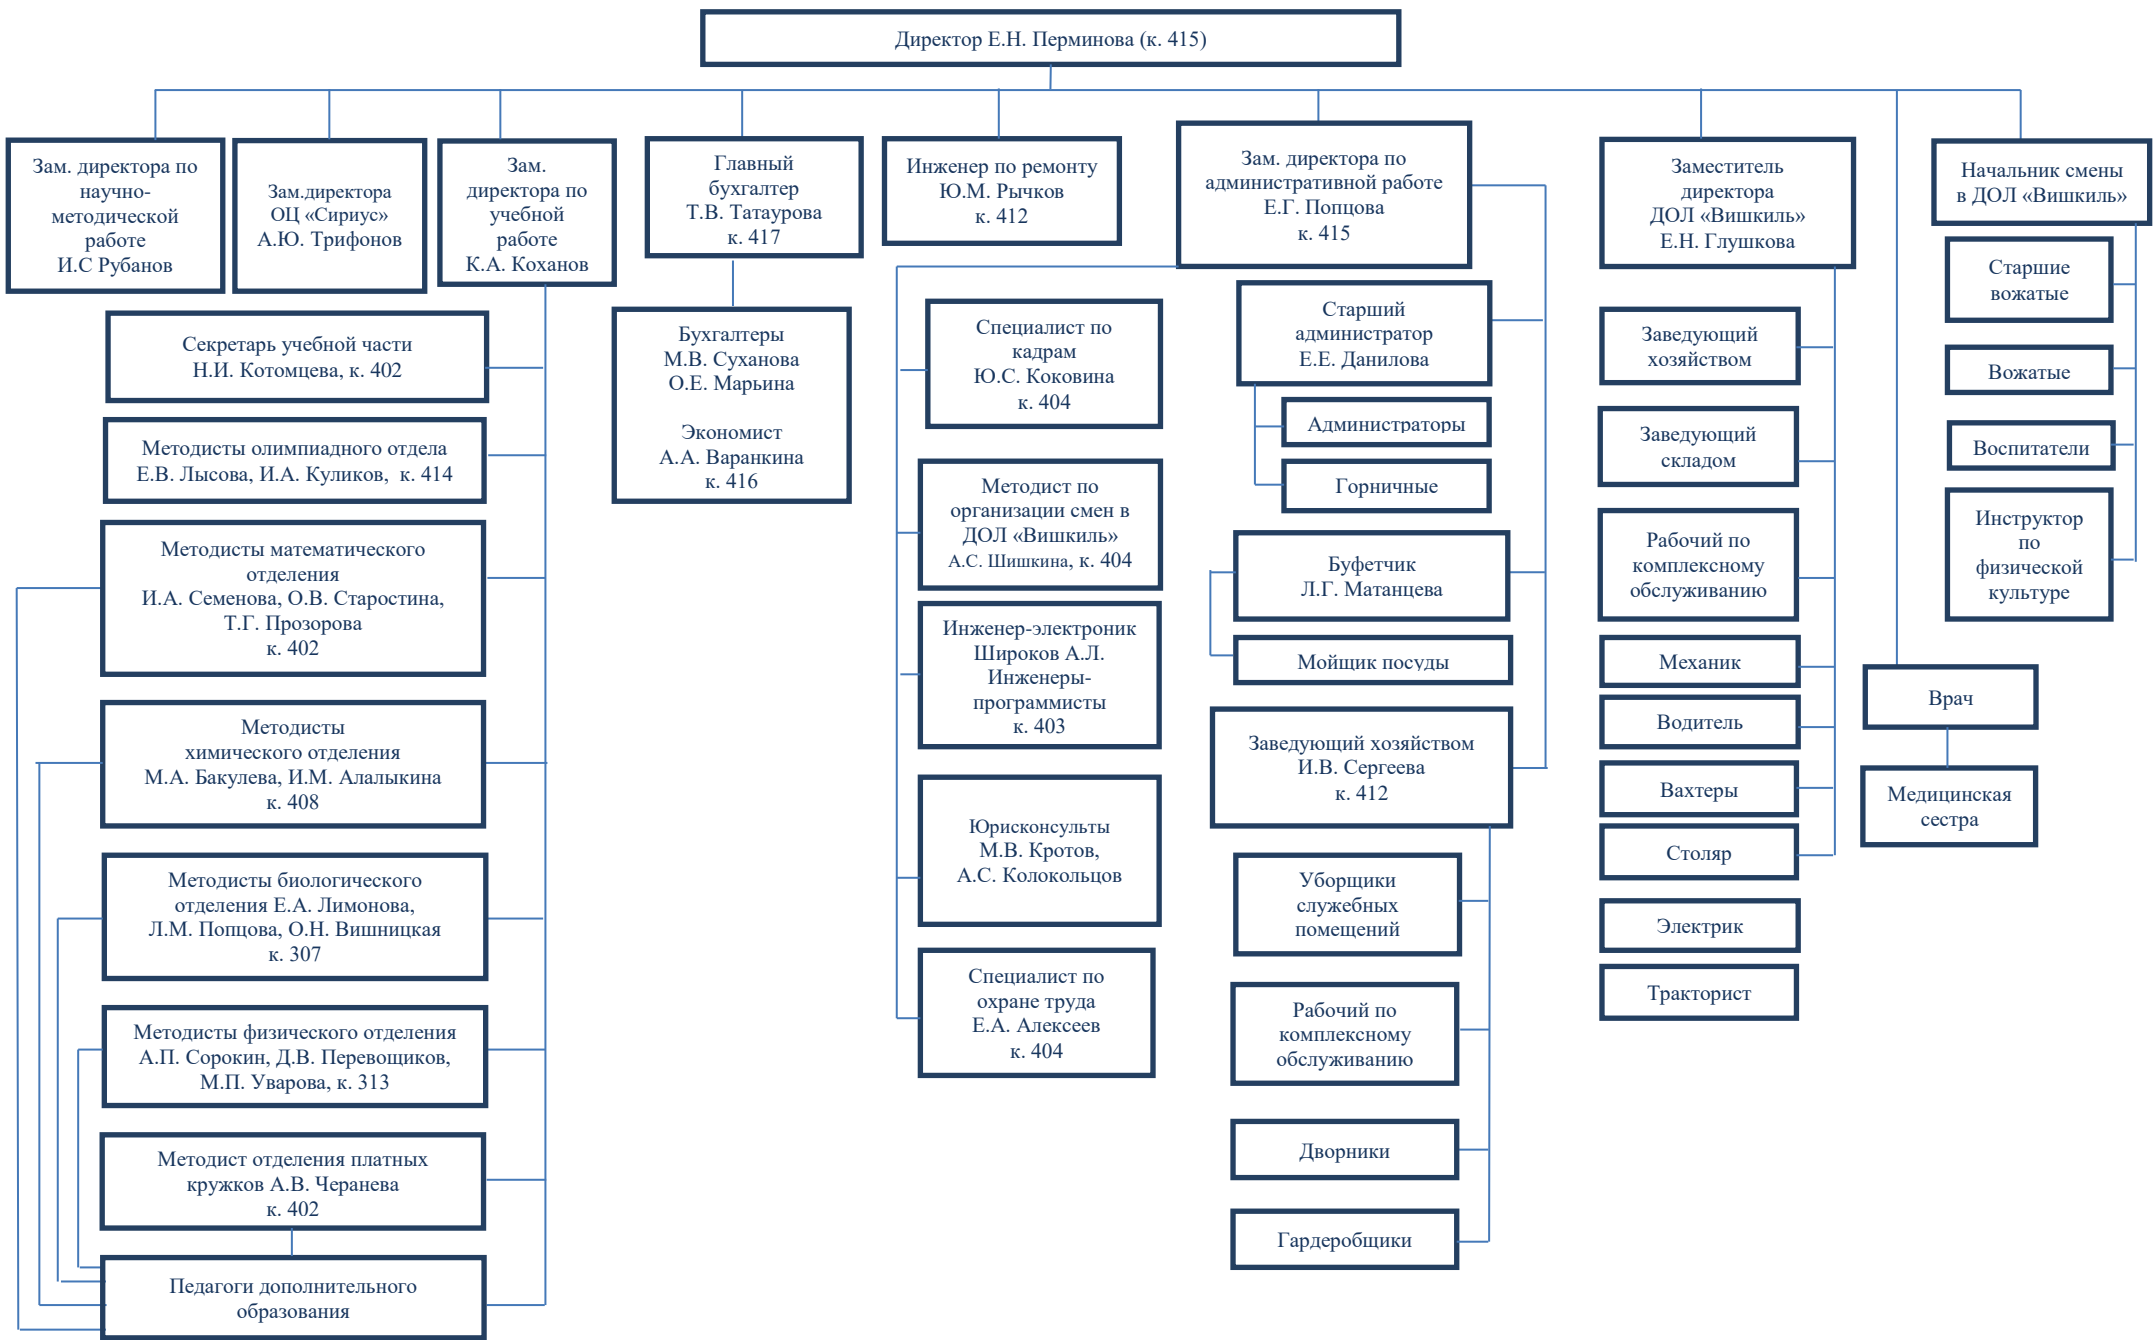 Директор Е.Н. Перминова (к. 415)
Зам. директора по
научно-
методической
работе
И.С Рубанов
Зам.директора
ОЦ «Сириус»
А.Ю. Трифонов
Зам.
директора по
учебной
работе
К.А. Коханов
Главный
бухгалтер
Т.В. Татаурова
к. 417
Инженер по ремонту
Ю.М. Рычков
к. 412
Зам. директора по
административной работе
Е.Г. Попцова
к. 415
Заместитель
директора
ДОЛ «Вишкиль»
Е.Н. Глушкова
Начальник смены
в ДОЛ «Вишкиль»
Секретарь учебной части
Н.И. Котомцева, к. 402
Методисты олимпиадного отдела
Е.В. Лысова, И.А. Куликов, к. 414
Методисты математического
отделения
И.А. Семенова, О.В. Старостина,
Т.Г. Прозорова
к. 402
Методисты
химического отделения
М.А. Бакулева, И.М. Алалыкина
к. 408
Методисты биологического
отделения Е.А. Лимонова,
Л.М. Попцова, О.Н. Вишницкая
к. 307
Методисты физического отделения
А.П. Сорокин, Д.В. Перевощиков,
М.П. Уварова, к. 313
Методист отделения платных
кружков А.В. Черанева
к. 402
Педагоги дополнительного
образования
Бухгалтеры
М.В. Суханова
О.Е. Марьина
Экономист
А.А. Варанкина
к. 416
Специалист по
кадрам
Ю.С. Коковина
к. 404
Методист по
организации смен в
ДОЛ «Вишкиль»
А.С. Шишкина, к. 404
Инженер-электроник
Широков А.Л.
Инженеры-
программисты
к. 403
Юрисконсульты
М.В. Кротов,
А.С. Колокольцов
Специалист по
охране труда
Е.А. Алексеев
к. 404
Старший
администратор
Е.Е. Данилова
Администраторы
Горничные
Буфетчик
Л.Г. Матанцева
Мойщик посуды
Заведующий хозяйством
И.В. Сергеева
к. 412
Уборщики
служебных
помещений
Рабочий по
комплексному
обслуживанию
Дворники
Гардеробщики
Заведующий
хозяйством
Заведующий
складом
Рабочий по
комплексному
обслуживанию
Механик
Водитель
Вахтеры
Столяр
Электрик
Тракторист
Старшие
вожатые
Вожатые
Воспитатели
Инструктор
по
физической
культуре
Врач
Медицинская
сестра